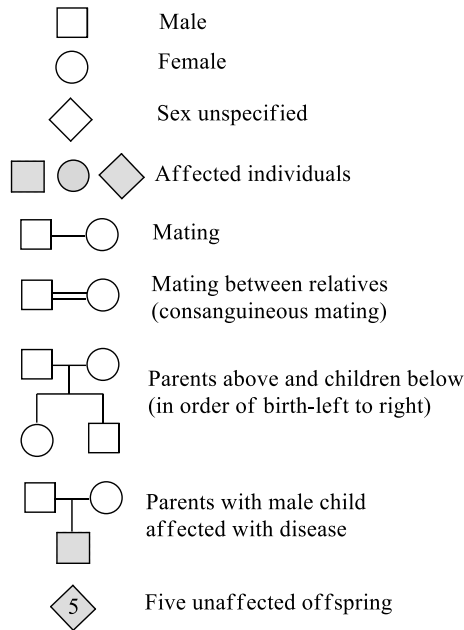 Male
Female
Sex unspecified
Affected individuals
Mating
Mating between relatives
(consanguineous mating)
Parents above and children below
(in order of birth-left to right)
Parents with male child
affected with disease
5 Five unaffected offspring